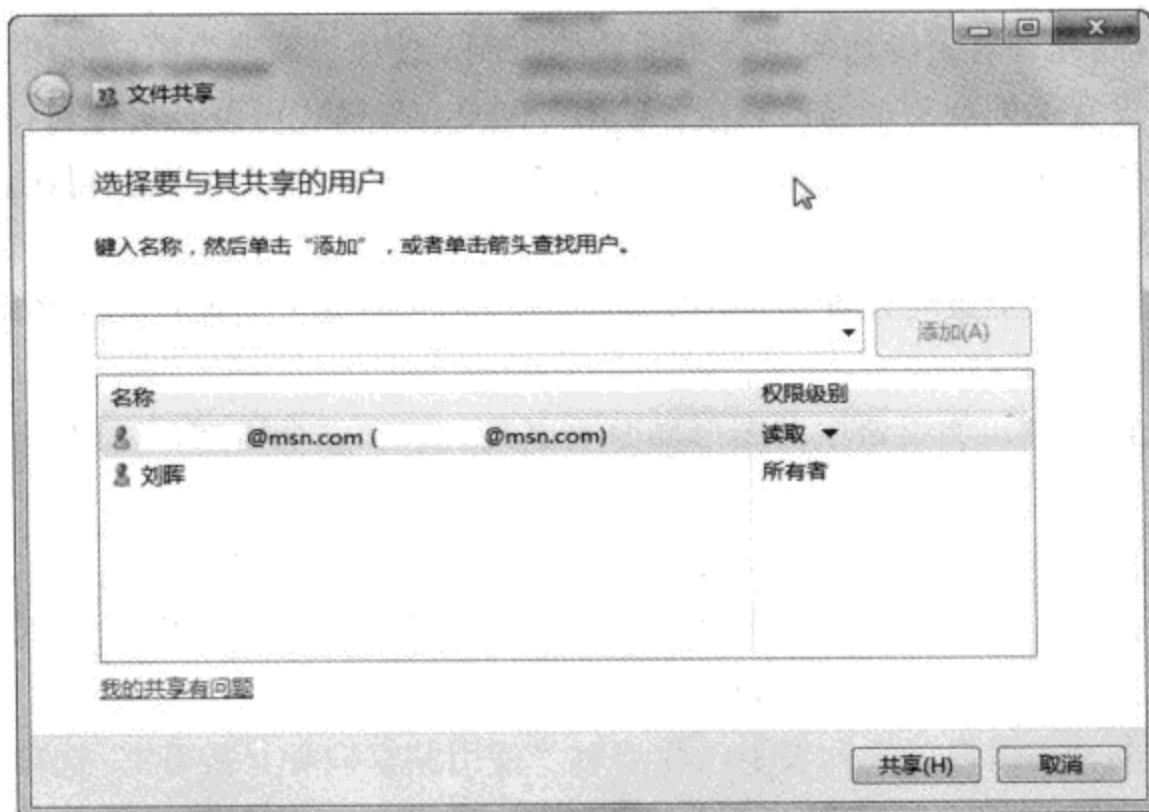 文件共享
选择要与其共享的用户
键入名称，然后单击“添加”，或者单击箭头查找用户。
添加(A)
名称 权限级别
@msn.com ( @msn.com) 读取
刘晖 所有者
我的共享有问题
共享(H) 取消